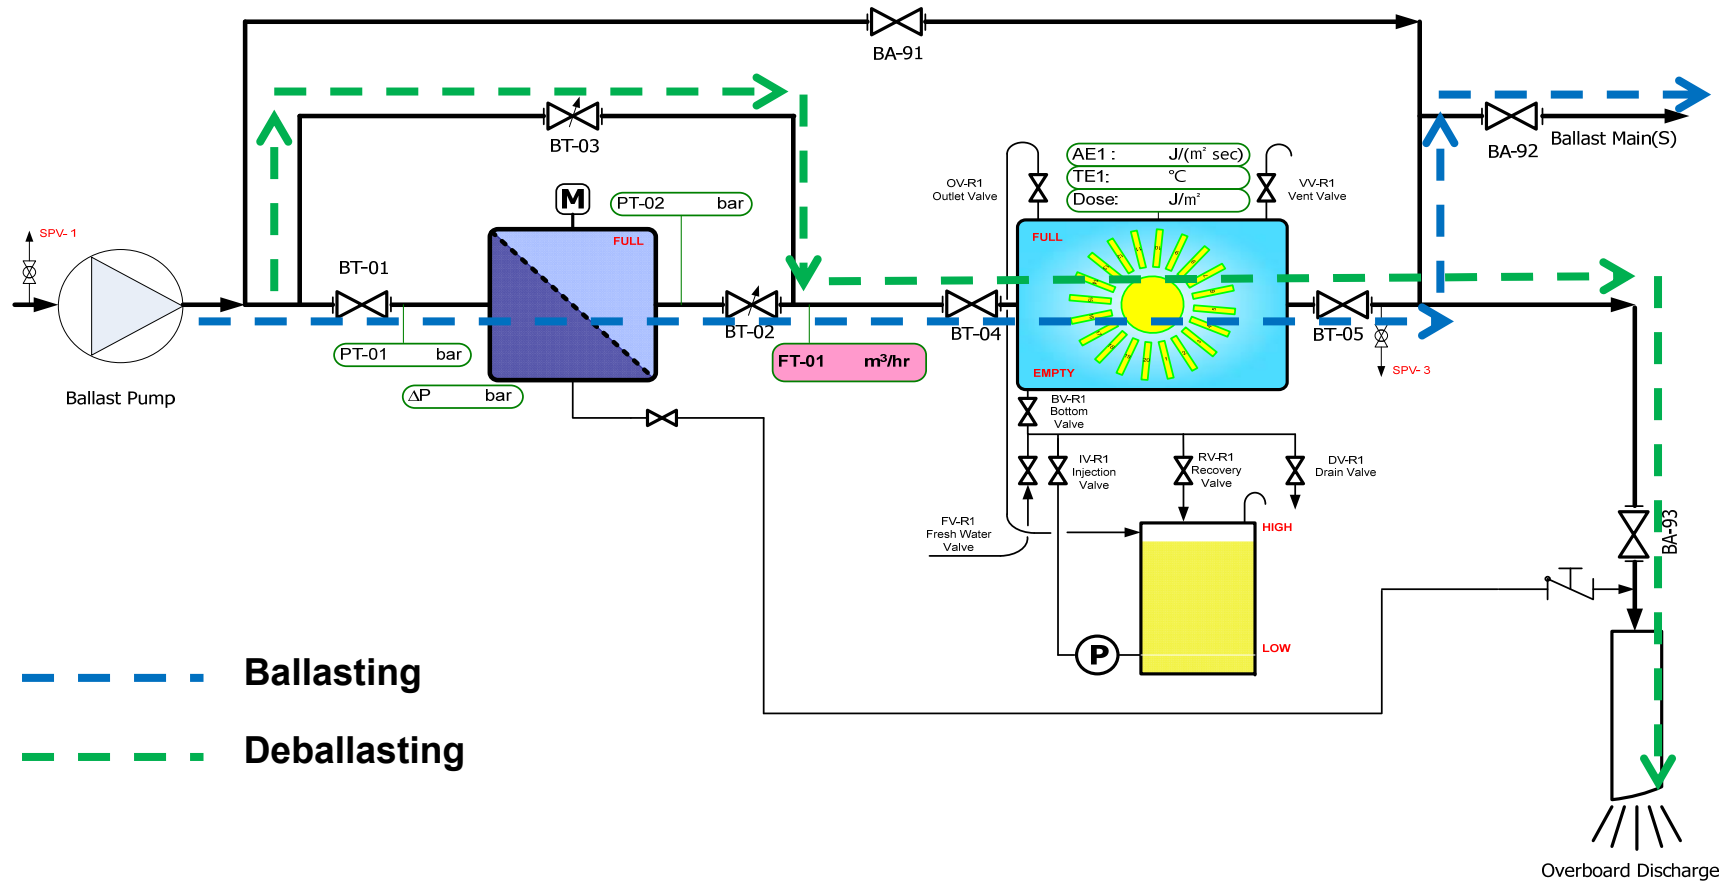 BA-91
BT-03
Ballast Main(S)
BA-92
AE1 : J/(m² sec)
TE1: °C
Dose: J/m²
OV-R1
Outlet Valve
VV-R1
Vent Valve
M
PT-02 bar
SPV- 1
FULL
FULL
BT-01
BT-02
BT-04
BT-05
PT-01 bar
FT-01 m³/hr
EMPTY
SPV- 3
ΔP bar
Ballast Pump
BV-R1
Bottom
Valve
IV-R1
Injection
Valve
RV-R1
Recovery
Valve
DV-R1
Drain Valve
FV-R1
Fresh Water
Valve
HIGH
BA-93
LOW
P
Ballasting
Deballasting
Overboard Discharge